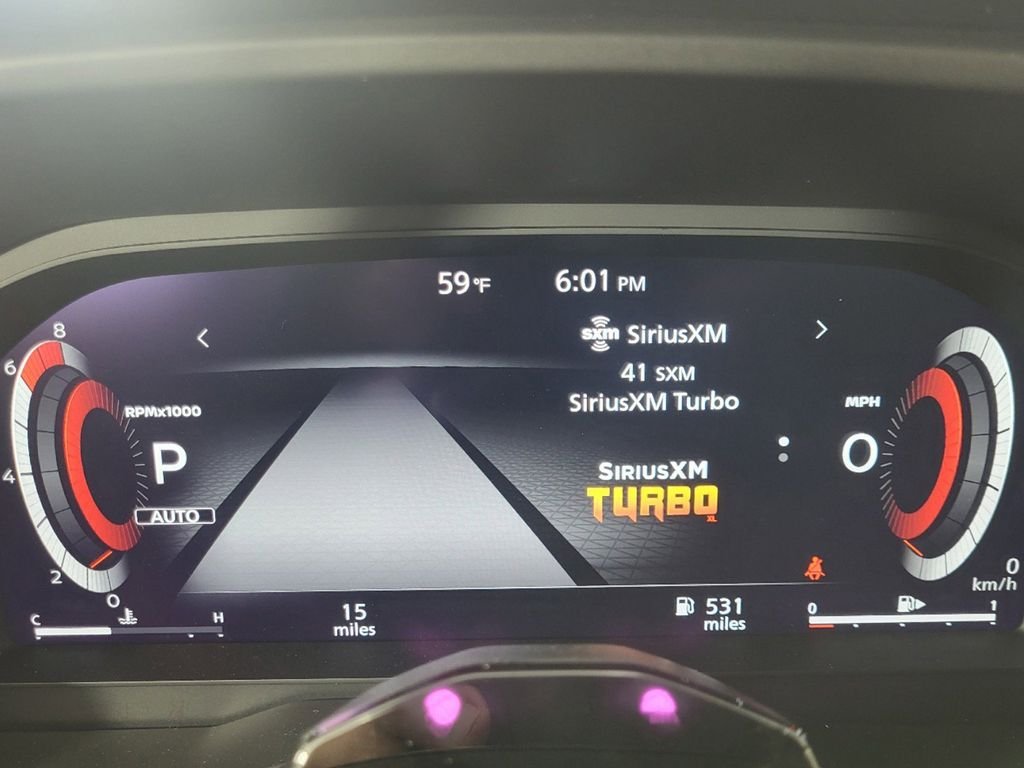 59°F 6:01 PM
<
sxm SiriusXM
>
41 SXM
SiriusXM Turbo
SIRIUSXM
TURBO
XL
8
6
4
2
0
RPMx1000
P
AUTO
MPH
0
0
km/h
C H
15
miles
531
miles
0 1